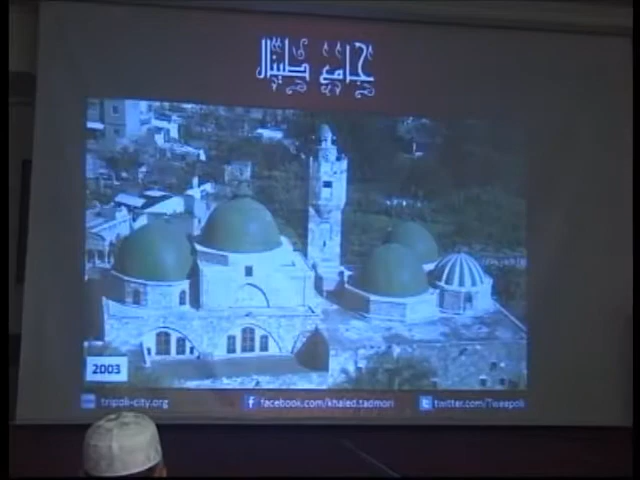 جامع طينال
2003
tripoli-city.org
facebook.com/khaled.tadmori
twitter.com/Tweepoli